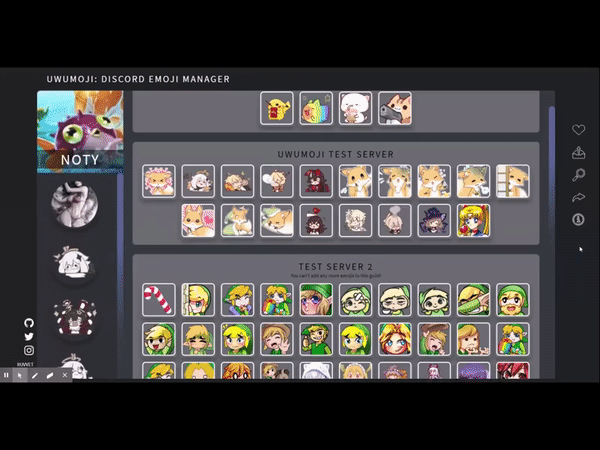 UWUMOJI: DISCORD EMOJI MANAGER
NOTY
UWUMOJI TEST SERVER
TEST SERVER 2
You can't add any more emojis to this guild!
RUVVET